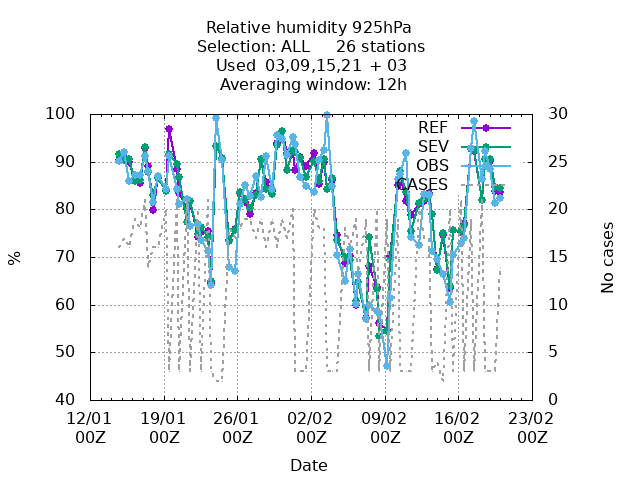 Relative humidity 925hPa
Selection: ALL 26 stations
Used 03,09,15,21 + 03
Averaging window: 12h
100 30
REF
SEV
90 25
OBS
CASES
80 20
70 15
60 10
50 5
40 0
%
No cases
12/01 19/01 26/01 02/02 09/02 16/02 23/02
00Z 00Z 00Z 00Z 00Z 00Z 00Z
Date